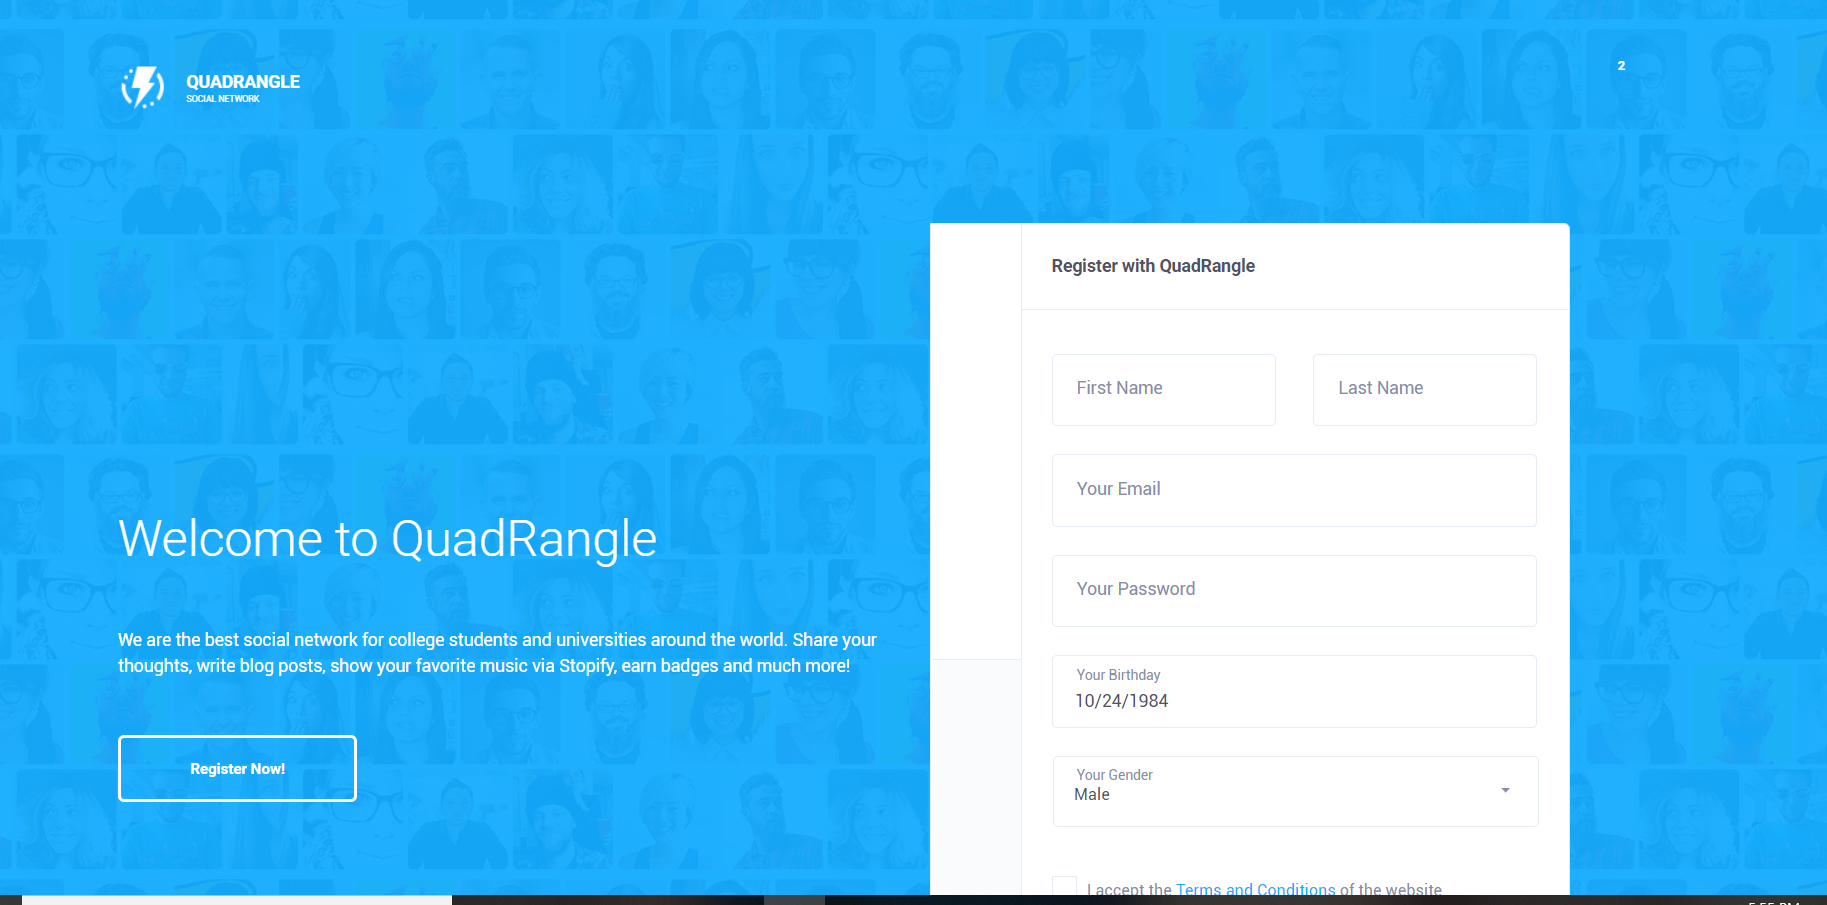 QUADRANGLE
SOCIAL NETWORK
2
Welcome to QuadRangle
We are the best social network for college students and universities around the world. Share your
thoughts, write blog posts, show your favorite music via Stopify, earn badges and much more!
Register Now!
Register with QuadRangle
First Name
Last Name
Your Email
Your Password
Your Birthday
10/24/1984
Your Gender
Male
I accept the Terms and Conditions of the website